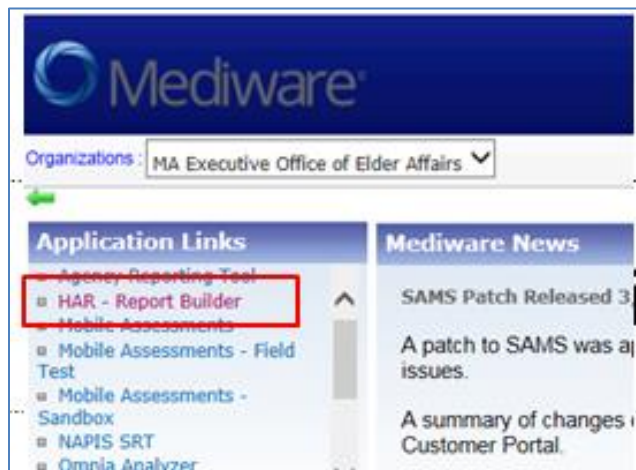 Mediware
Organizations : MA Executive Office of Elder Affairs
Application Links
Agency Reporting Tool
HAR - Report Builder
Mobile Assessments
Mobile Assessments - Field
Test
Mobile Assessments -
Sandbox
NAPIS SRT
Omnia Analyzer
Mediware News
SAMS Patch Released 3
A patch to SAMS was
issues.
A summary of changes
Customer Portal.